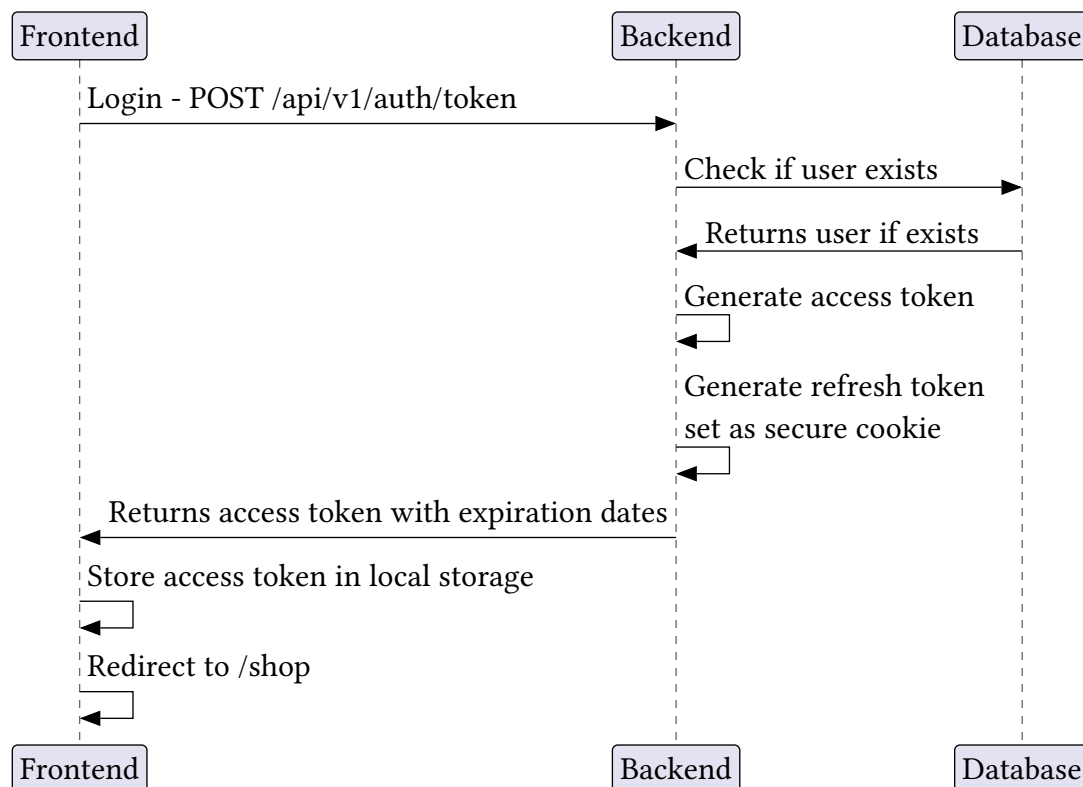 Frontend Backend Database
Login - POST /api/v1/auth/token
Check if user exists
Returns user if exists
Generate access token
Generate refresh token
set as secure cookie
Returns access token with expiration dates
Store access token in local storage
Redirect to /shop
Frontend Backend Database